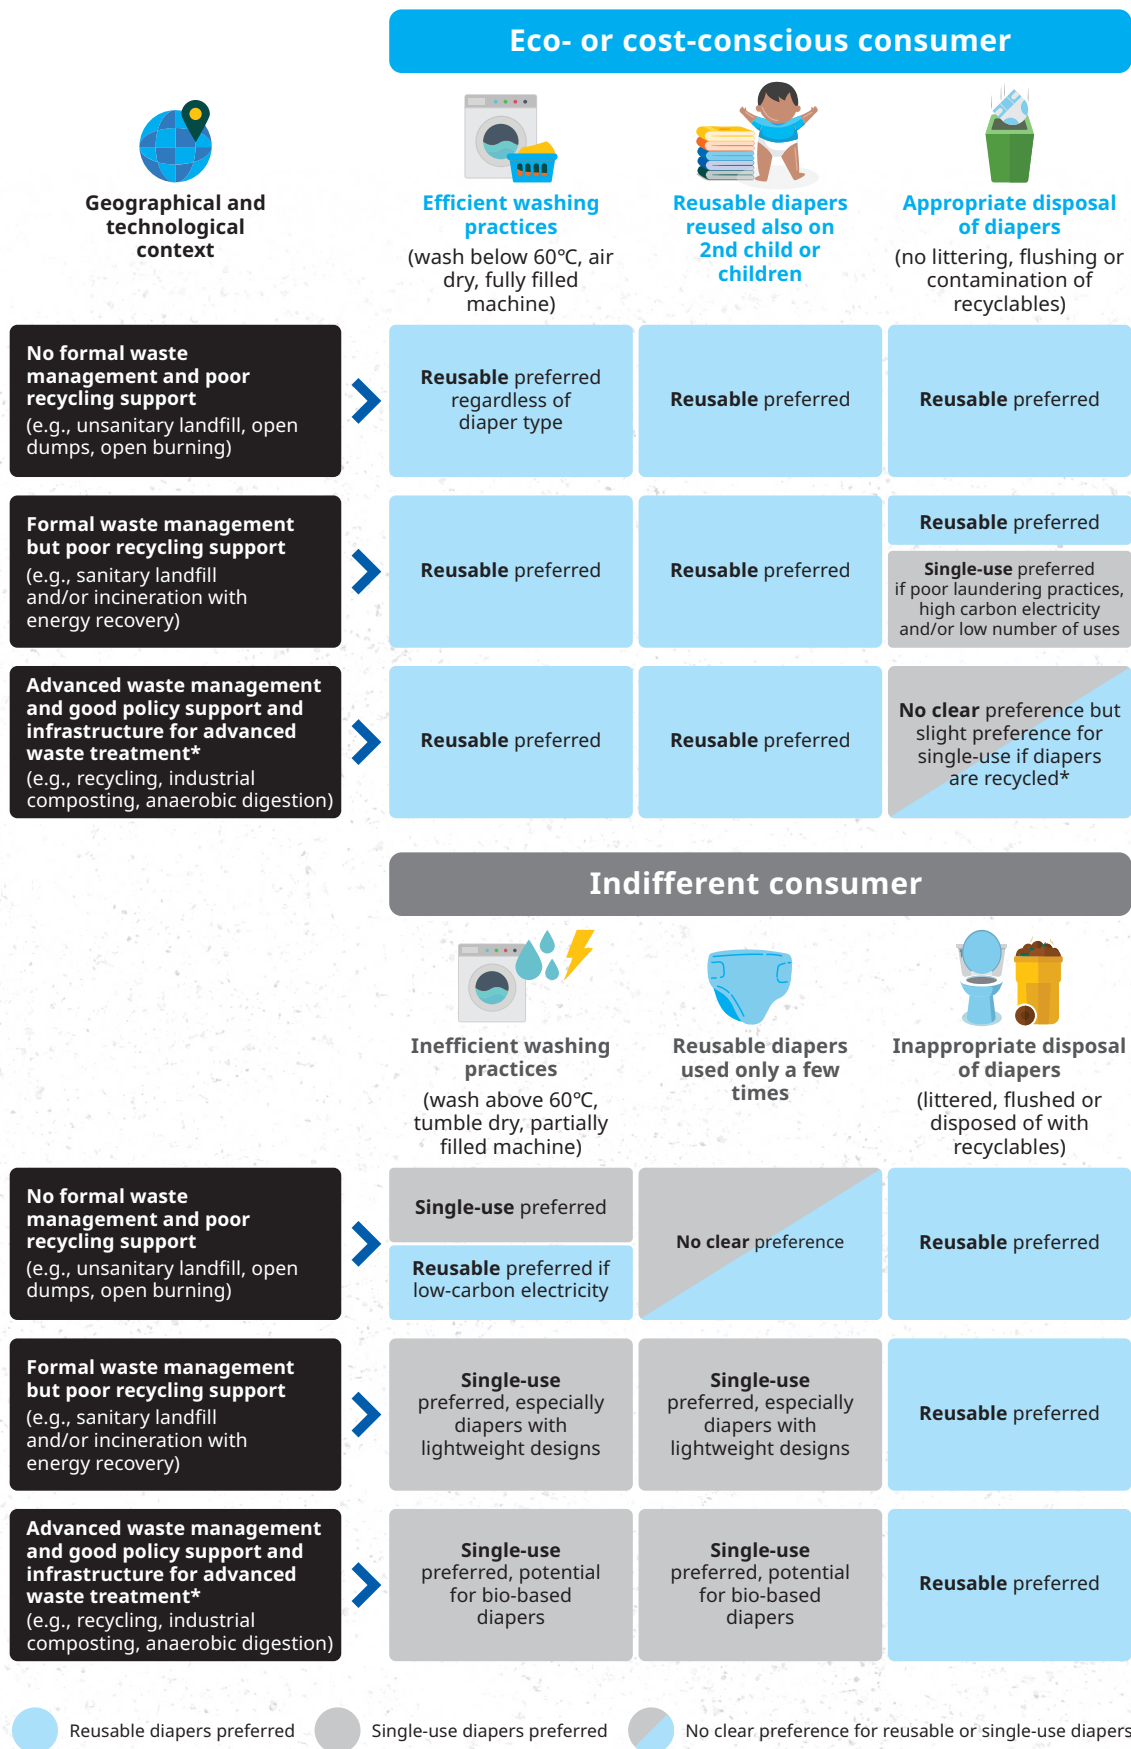 Eco- or cost-conscious consumer
Geographical and
technological
context
Efficient washing
practices
(wash below 60℃, air
dry, fully filled
machine)
Reusable diapers
reused also on
2nd child or
children
Appropriate disposal
of diapers
(no littering, flushing or
contamination of
recyclables)
No formal waste
management and poor
recycling support
(e.g., unsanitary landfill, open
dumps, open burning)
Reusable preferred
regardless of
diaper type
Reusable preferred
Reusable preferred
Formal waste management
but poor recycling support
(e.g., sanitary landfill
and/or incineration with
energy recovery)
Reusable preferred
Reusable preferred
Reusable preferred
Single-use preferred
if poor laundering practices,
high carbon electricity
and/or low number of uses
Advanced waste management
and good policy support and
infrastructure for advanced
waste treatment*
(e.g., recycling, industrial
composting, anaerobic digestion)
Reusable preferred
Reusable preferred
No clear preference but
slight preference for
single-use if diapers
are recycled*
Indifferent consumer
Inefficient washing
practices
(wash above 60℃,
tumble dry, partially
filled machine)
Reusable diapers
used only a few
times
Inappropriate disposal
of diapers
(littered, flushed or
disposed of with
recyclables)
No formal waste
management and poor
recycling support
(e.g., unsanitary landfill, open
dumps, open burning)
Single-use preferred
Reusable preferred if
low-carbon electricity
No clear preference
Reusable preferred
Formal waste management
but poor recycling support
(e.g., sanitary landfill
and/or incineration with
energy recovery)
Single-use
preferred, especially
diapers with
lightweight designs
Single-use
preferred, especially
diapers with
lightweight designs
Reusable preferred
Advanced waste management
and good policy support and
infrastructure for advanced
waste treatment*
(e.g., recycling, industrial
composting, anaerobic digestion)
Single-use
preferred, potential
for bio-based
diapers
Single-use
preferred, potential
for bio-based
diapers
Reusable preferred
Reusable diapers preferred
Single-use diapers preferred
No clear preference for reusable or single-use diapers